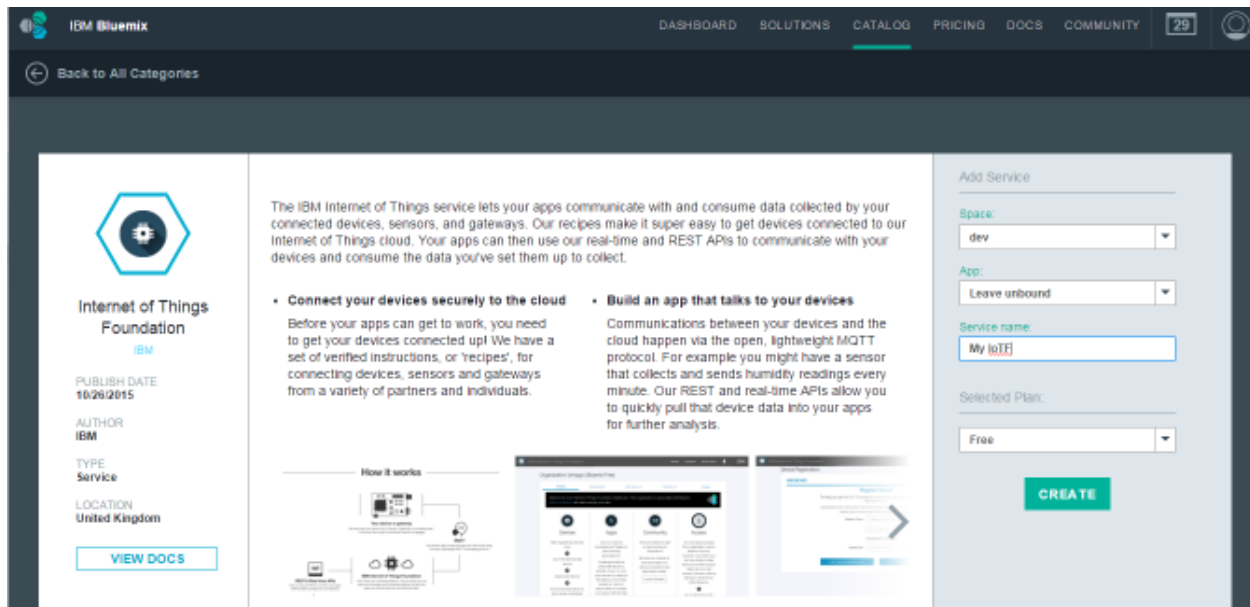 IBM Bluemix
DASHBOARD SOLUTIONS CATALOG PRICING DOCS COMMUNITY 29
Back to All Categories
Internet of Things
Foundation
IBM
PUBLISH DATE
10/26/2015
AUTHOR
IBM
TYPE
Service
LOCATION
United Kingdom
VIEW DOCS
The IBM Internet of Things service lets your apps communicate with and consume data collected by your
connected devices, sensors, and gateways. Our recipes make it super easy to get devices connected to our
Internet of Things cloud. Your apps can then use our real-time and REST APIs to communicate with your
devices and consume the data you've set them up to collect.
• Connect your devices securely to the cloud
Before your apps can get to work, you need
to get your devices connected up! We have a
set of verified instructions, or 'recipes', for
connecting devices, sensors and gateways
from a variety of partners and individuals.
• Build an app that talks to your devices
Communications between your devices and the
cloud happen via the open, lightweight MQTT
protocol. For example you might have a sensor
that collects and sends humidity readings every
minute. Our REST and real-time APIs allow you
to quickly pull that device data into your apps
for further analysis.
How it works
Add Service
Space:
dev
App:
Leave unbound
Service name:
My IoTF
Selected Plan:
Free
CREATE